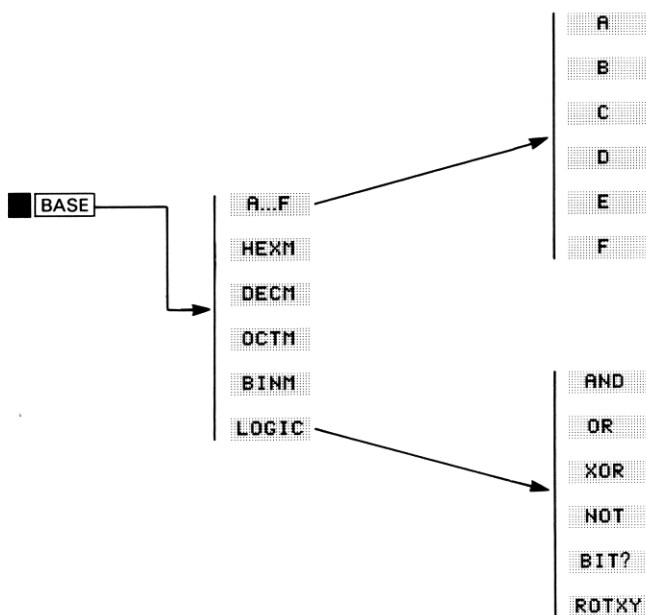 BASE
A...F
HEXM
DECM
OCTM
BINM
LOGIC
A
B
C
D
E
F
AND
OR
XOR
NOT
BIT?
ROTXY